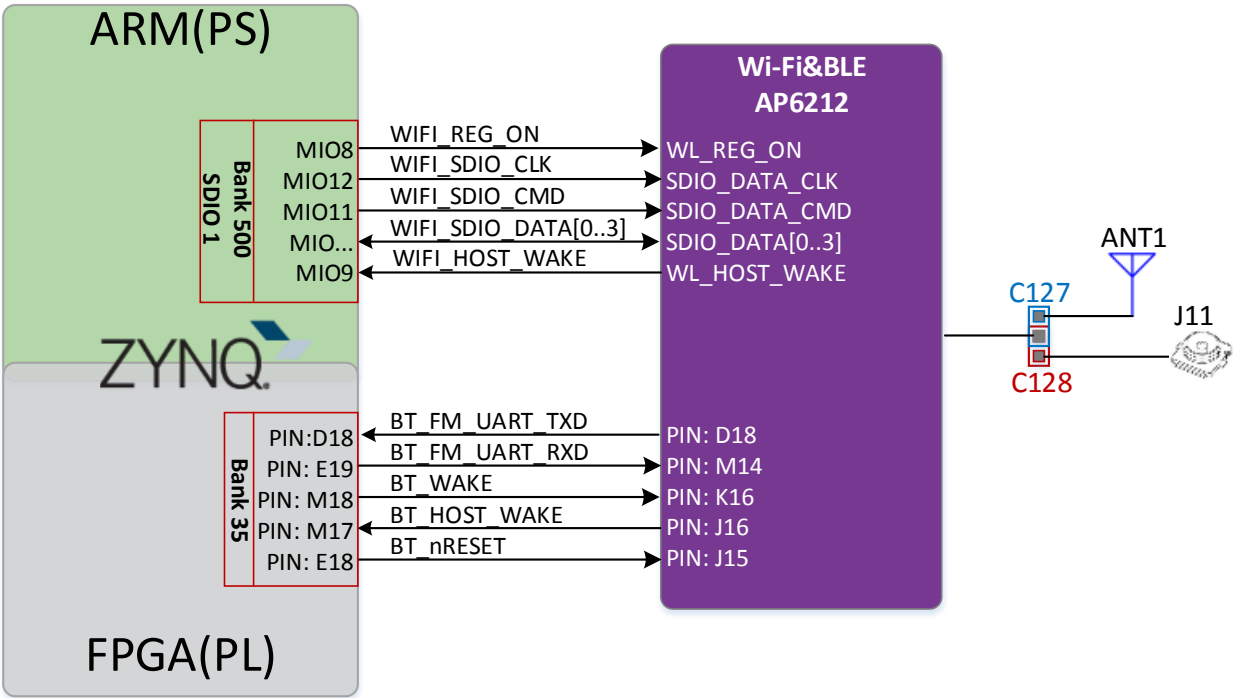 ARM(PS)
Bank 500
SDIO 1
MIO8
MIO12
MIO11
MIO...
MIO9
WIFI_REG_ON
WIFI_SDIO_CLK
WIFI_SDIO_CMD
WIFI_SDIO_DATA[0..3]
WIFI_HOST_WAKE
Wi-Fi&BLE
AP6212
WL_REG_ON
SDIO_DATA_CLK
SDIO_DATA_CMD
SDIO_DATA[0..3]
WL_HOST_WAKE
ANT1
C127
J11
C128
ZYNQ.
Bank 35
PIN:D18
PIN: E19
PIN: M18
PIN: M17
PIN: E18
BT_FM_UART_TXD
BT_FM_UART_RXD
BT_WAKE
BT_HOST_WAKE
BT_nRESET
PIN: D18
PIN: M14
PIN: K16
PIN: J16
PIN: J15
FPGA(PL)